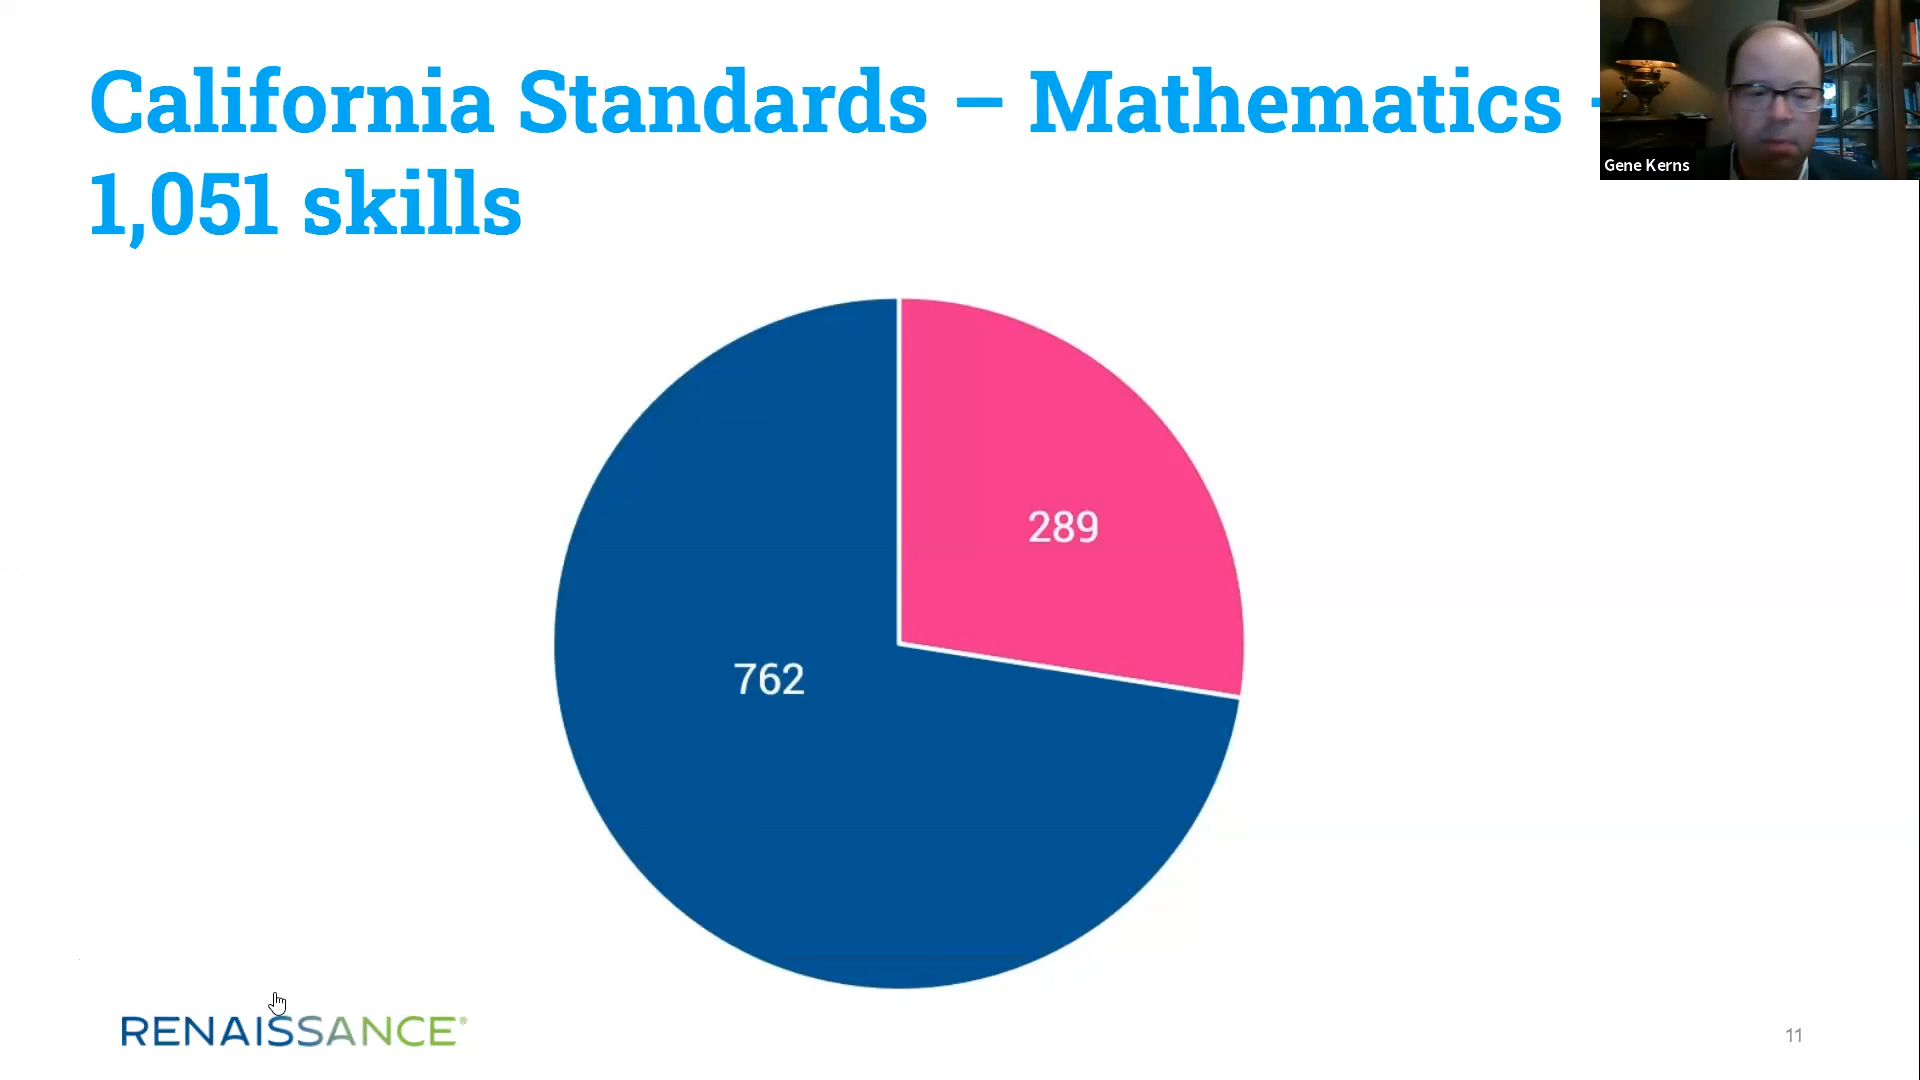 California Standards – Mathematics -
1,051 skills
Gene Kerns
289
762
RENAISSANCE®
11